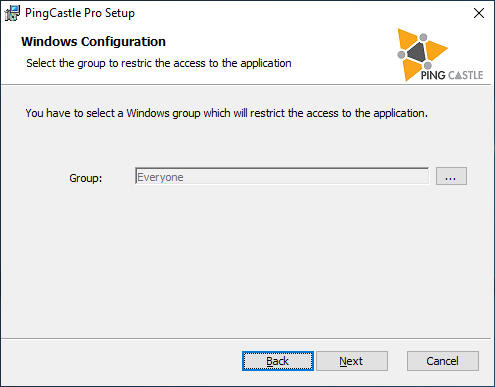 PingCastle Pro Setup
Windows Configuration
Select the group to restric the access to the application
PING CASTLE
You have to select a Windows group which will restrict the access to the application.
Group: Everyone ...
Back Next Cancel